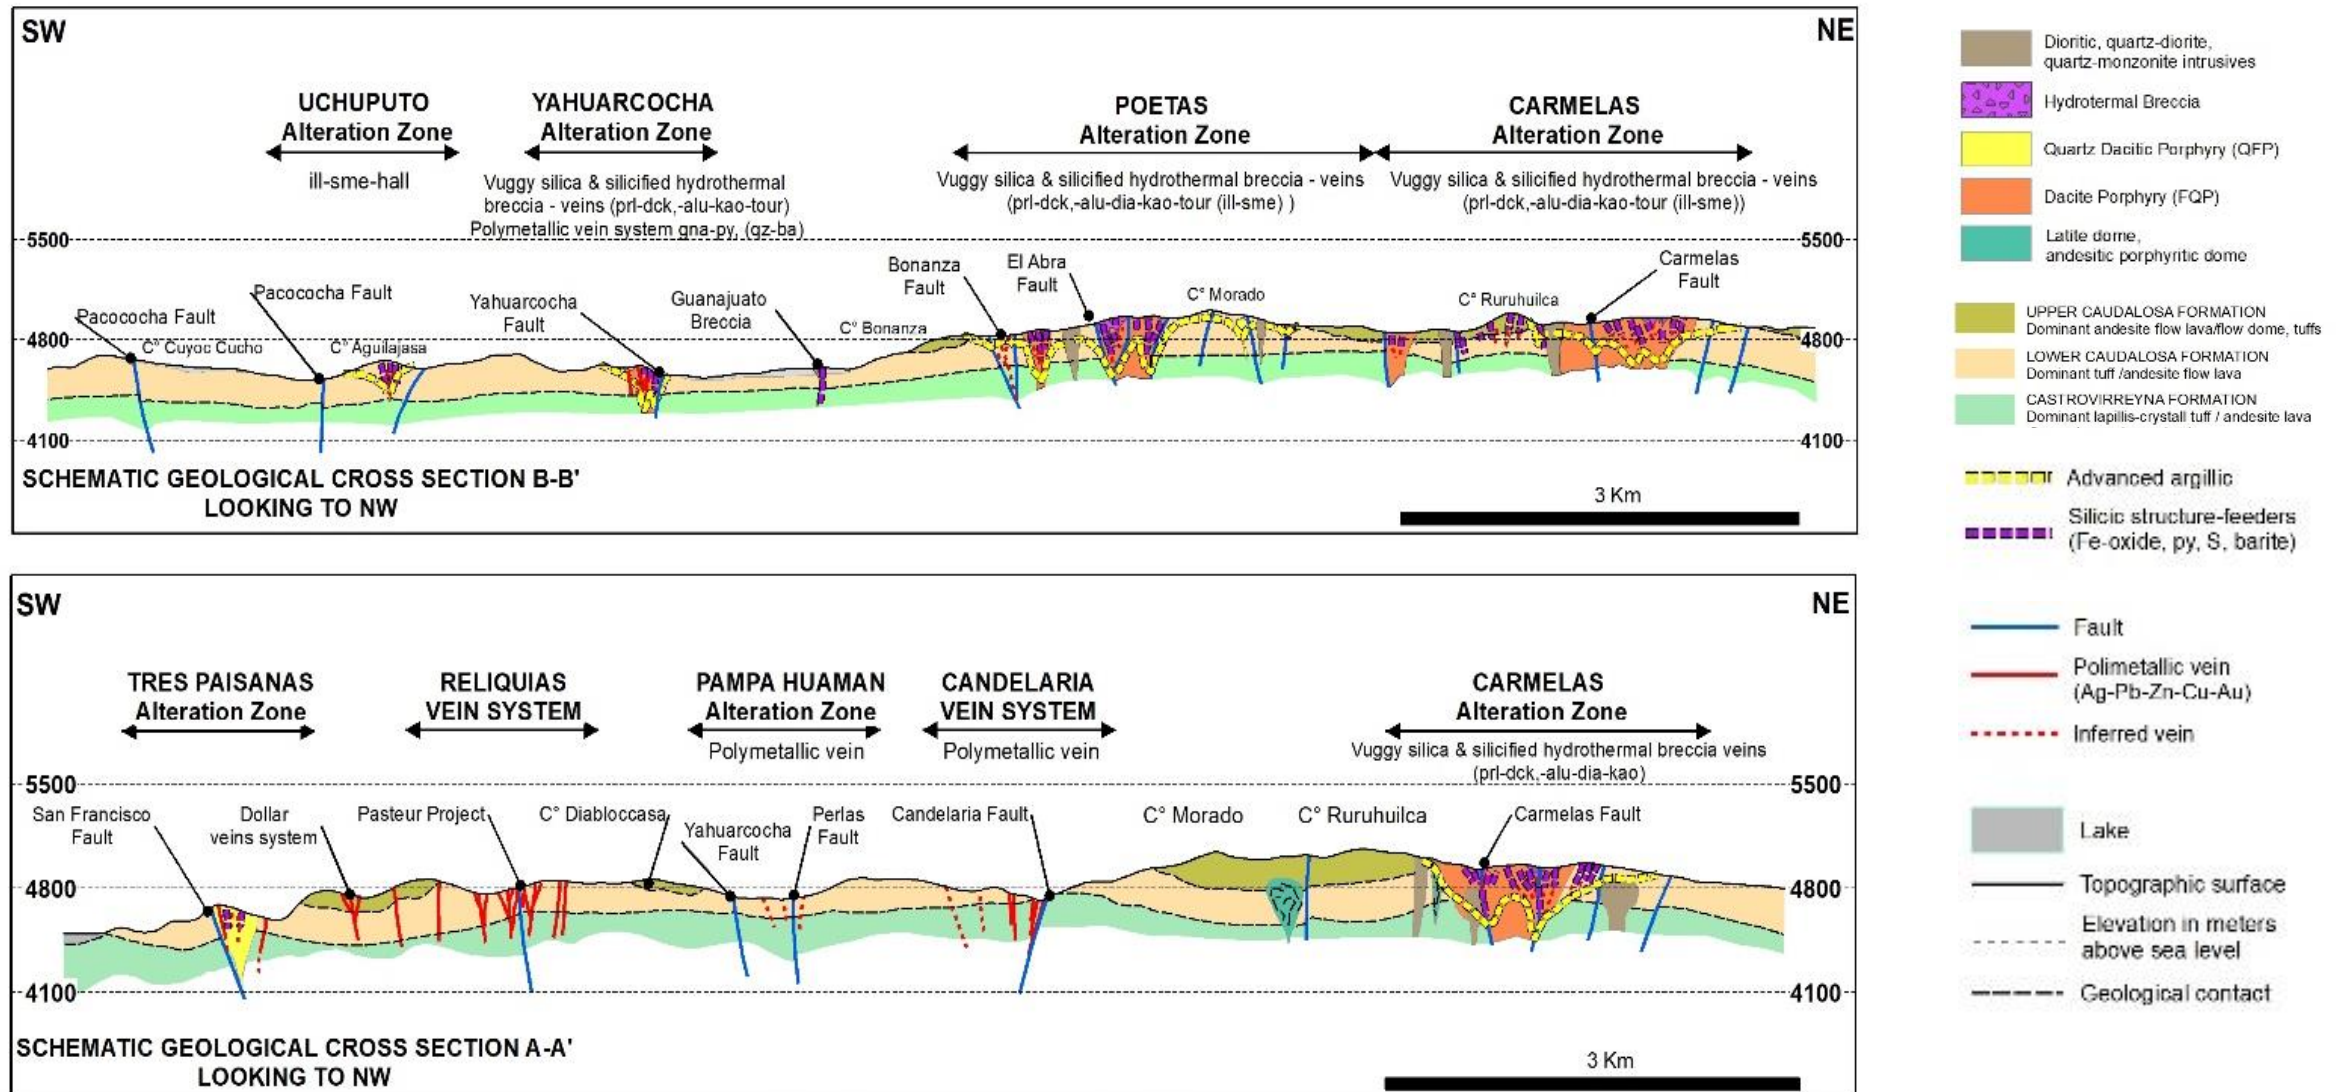 SW
NE
UCHUPUTO
Alteration Zone
ill-sme-hall
YAHUARCOCHA
Alteration Zone
Vuggy silica & silicified hydrothermal
breccia - veins (prl-dck,-alu-kao-tour)
Polymetallic vein system gna-py, (qz-ba)
POETAS
Alteration Zone
Vuggy silica & silicified hydrothermal breccia - veins
(prl-dck,-alu-dia-kao-tour (ill-sme) )
CARMELAS
Alteration Zone
Vuggy silica & silicified hydrothermal breccia - veins
(prl-dck,-alu-dia-kao-tour (ill-sme))
5500
5500
Pacococha Fault
C° Cuyoc Cucho
Pacococha Fault
C° Aguilajasa
Yahuarcocha
Fault
Guanajuato
Breccia
C° Bonanza
Bonanza
Fault
El Abra
Fault
C° Morado
C° Ruruhuilca
Carmelas
Fault
4800
4800
4100
4100
SCHEMATIC GEOLOGICAL CROSS SECTION B-B'
LOOKING TO NW
3 Km
SW
NE
TRES PAISANAS
Alteration Zone
RELIQUIAS
VEIN SYSTEM
PAMPA HUAMAN
Alteration Zone
Polymetallic vein
CANDELARIA
VEIN SYSTEM
Polymetallic vein
CARMELAS
Alteration Zone
Vuggy silica & silicified hydrothermal breccia veins
(prl-dck,-alu-dia-kao)
5500
5500
San Francisco
Fault
Dollar
veins system
Pasteur Project
C° Diabloccasa
Yahuarcocha
Fault
Perlas
Fault
Candelaria Fault
C° Morado
C° Ruruhuilca
Carmelas Fault
4800
4800
4100
4100
SCHEMATIC GEOLOGICAL CROSS SECTION A-A'
LOOKING TO NW
3 Km
Dioritic, quartz-diorite,
quartz-monzonite intrusives
Hydrotermal Breccia
Quartz Dacitic Porphyry (QFP)
Dacite Porphyry (FQP)
Latite dome,
andesitic porphyritic dome
UPPER CAUDALOSA FORMATION
Dominant andesite flow lava/flow dome, tuffs
LOWER CAUDALOSA FORMATION
Dominant tuff /andesite flow lava
CASTROVIRREYNA FORMATION
Dominant lapillis-crystall tuff / andesite lava
Advanced argillic
Silicic structure-feeders
(Fe-oxide, py, S, barite)
Fault
Polimetallic vein
(Ag-Pb-Zn-Cu-Au)
Inferred vein
Lake
Topographic surface
Elevation in meters
above sea level
Geological contact